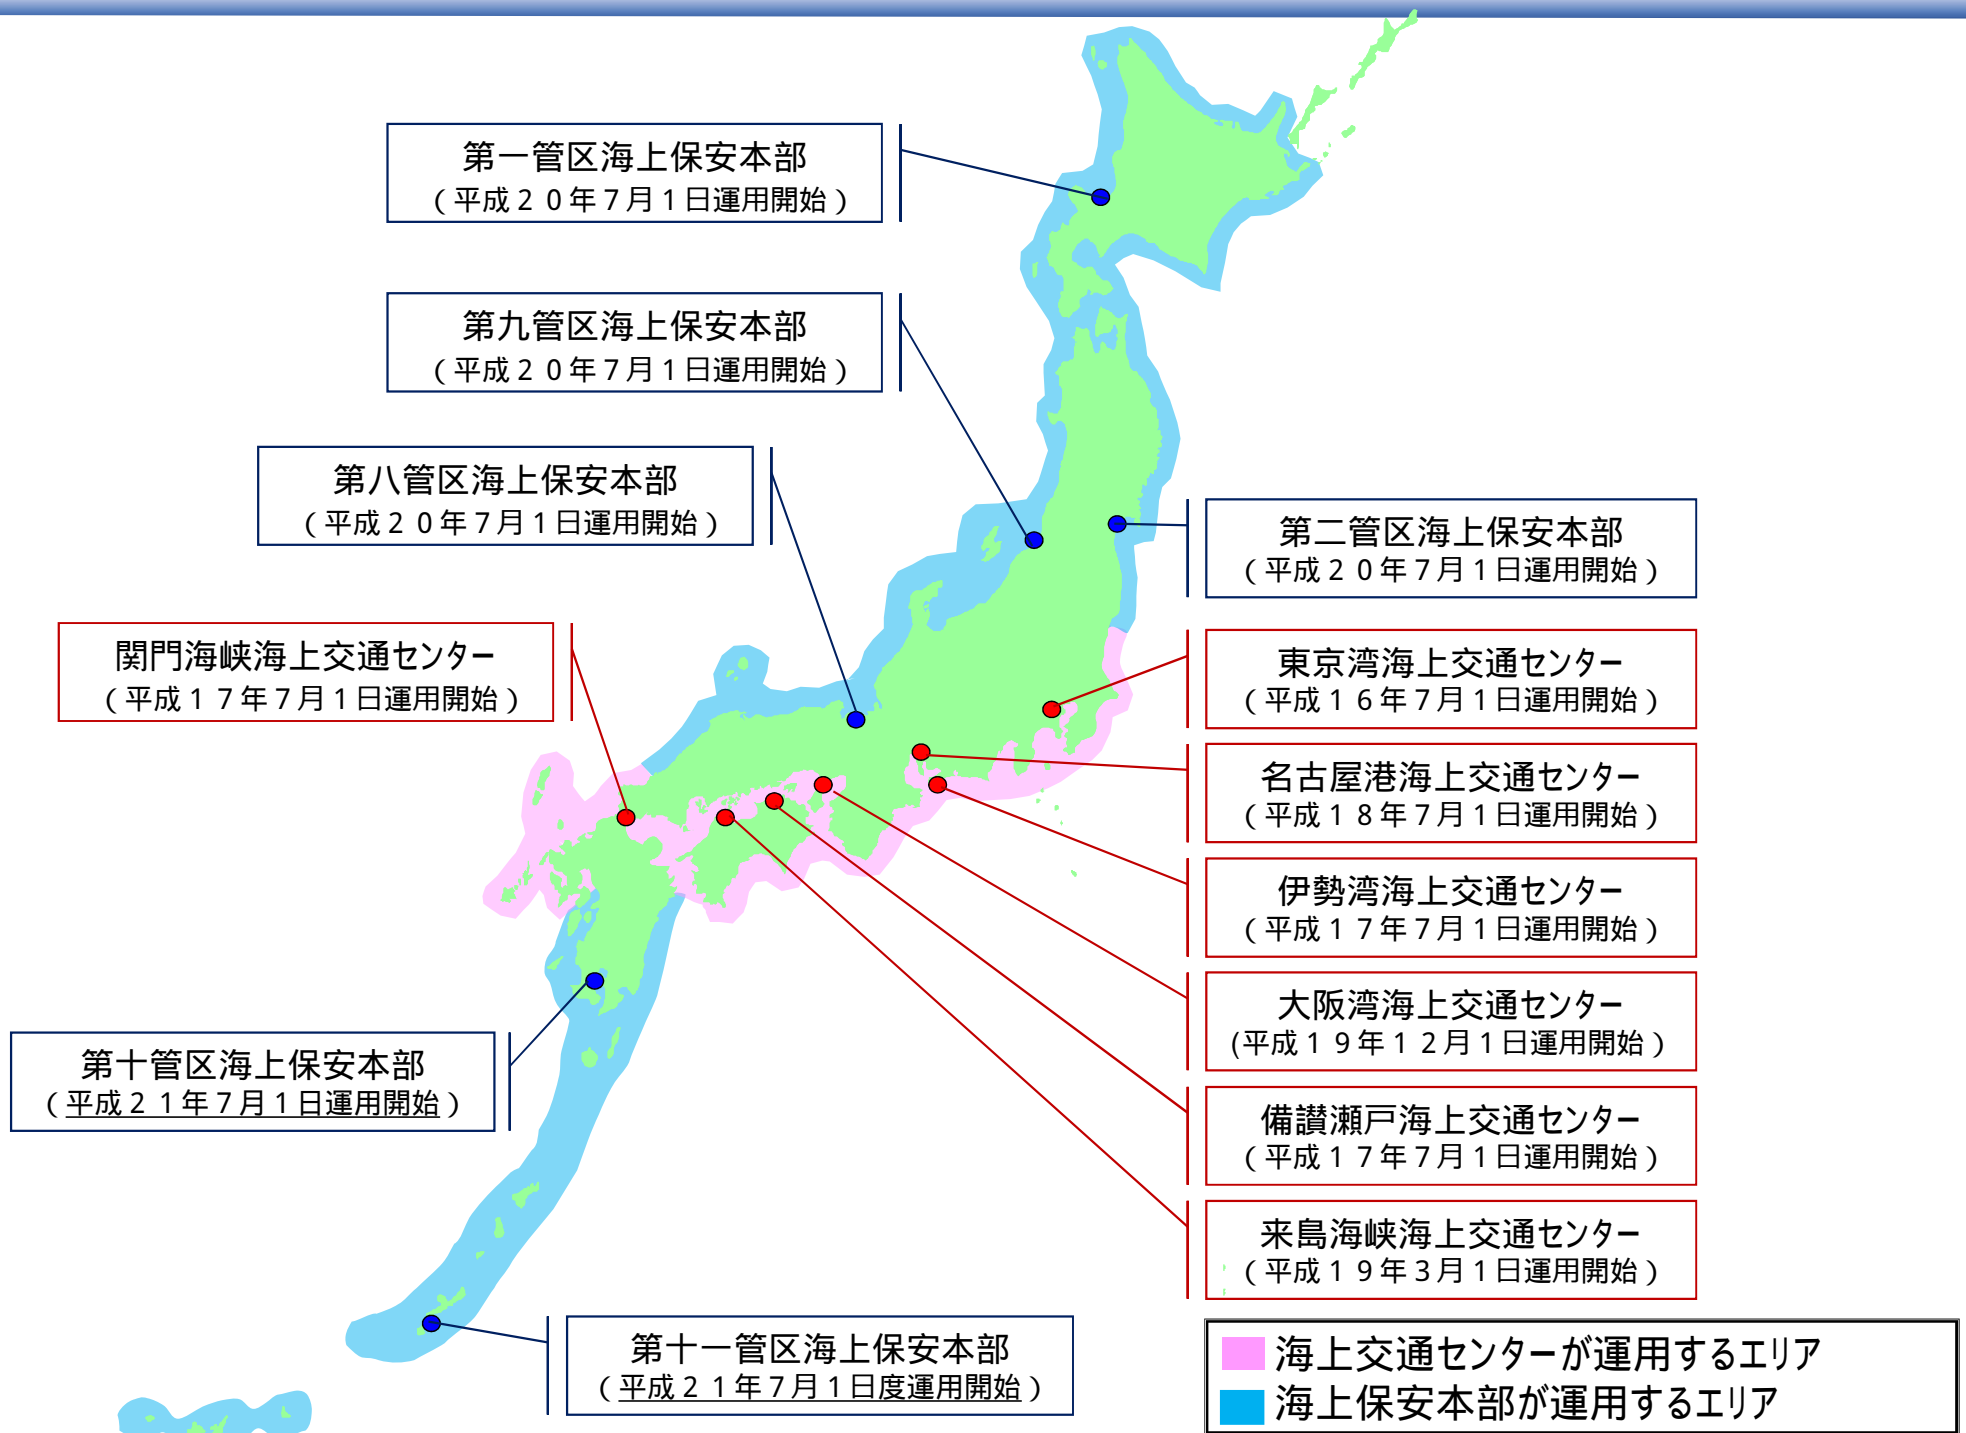 第一管区海上保安本部
（平成２０年７月１日運用開始）
第九管区海上保安本部
（平成２０年７月１日運用開始）
第八管区海上保安本部
（平成２０年７月１日運用開始）
第二管区海上保安本部
（平成２０年７月１日運用開始）
関門海峡海上交通センター
（平成１７年７月１日運用開始）
東京湾海上交通センター
（平成１６年７月１日運用開始）
名古屋港海上交通センター
（平成１８年７月１日運用開始）
伊勢湾海上交通センター
（平成１７年７月１日運用開始）
大阪湾海上交通センター
(平成１９年１２月１日運用開始）
第十管区海上保安本部
（平成２１年７月１日運用開始）
備讃瀬戸海上交通センター
（平成１７年７月１日運用開始）
来島海峡海上交通センター
（平成１９年３月１日運用開始）
第十一管区海上保安本部
（平成２１年７月１日度運用開始）
海上交通センターが運用するエリア
海上保安本部が運用するエリア